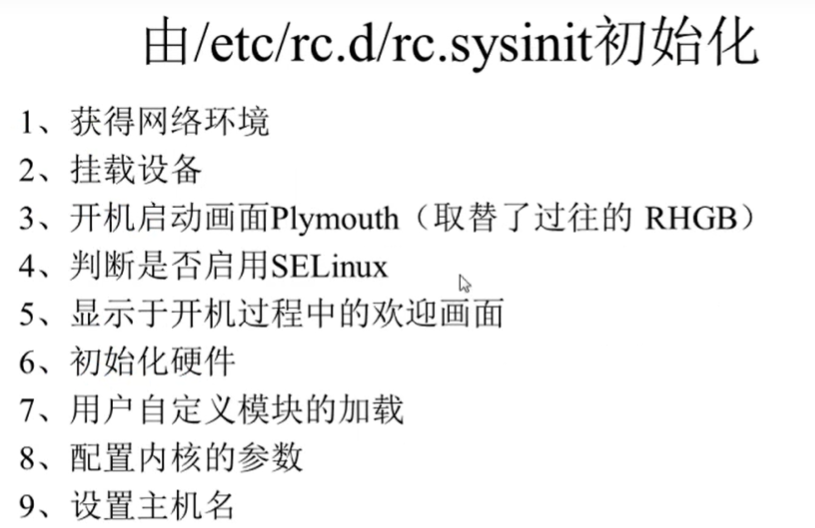 由/etc/rc.d/rc.sysinit初始化
1、获得网络环境
2、挂载设备
3、开机启动画面Plymouth（取替了过往的 RHGB）
4、判断是否启用SELinux
5、显示于开机过程中的欢迎画面
6、初始化硬件
7、用户自定义模块的加载
8、配置内核的参数
9、设置主机名